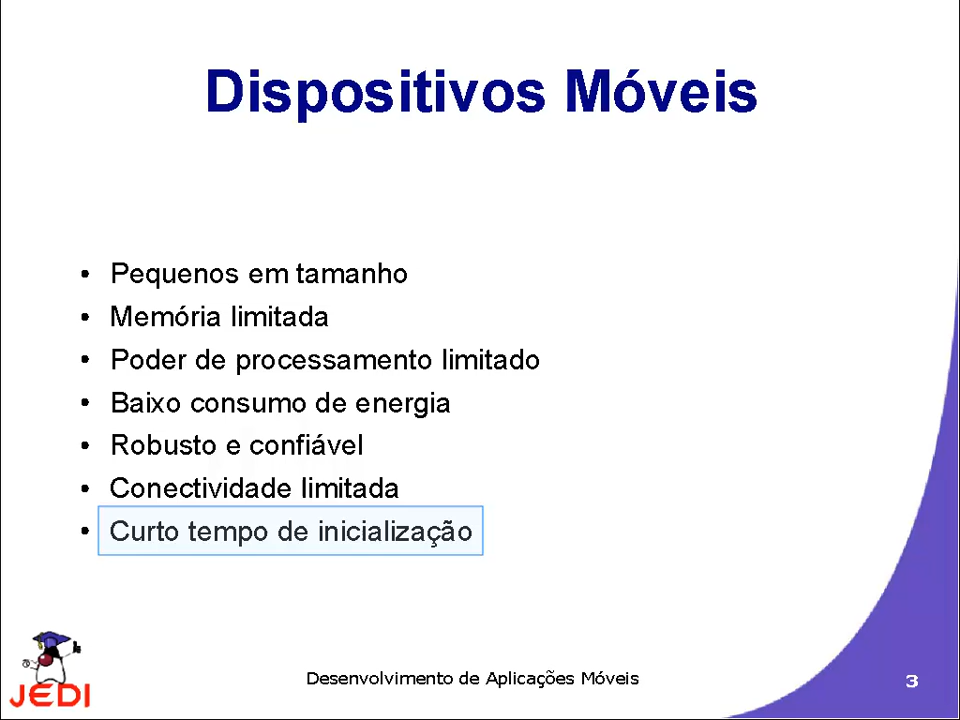 Dispositivos Móveis
• Pequenos em tamanho
• Memória limitada
• Poder de processamento limitado
• Baixo consumo de energia
• Robusto e confiável
• Conectividade limitada
• Curto tempo de inicialização
JEDI
Desenvolvimento de Aplicações Móveis
3